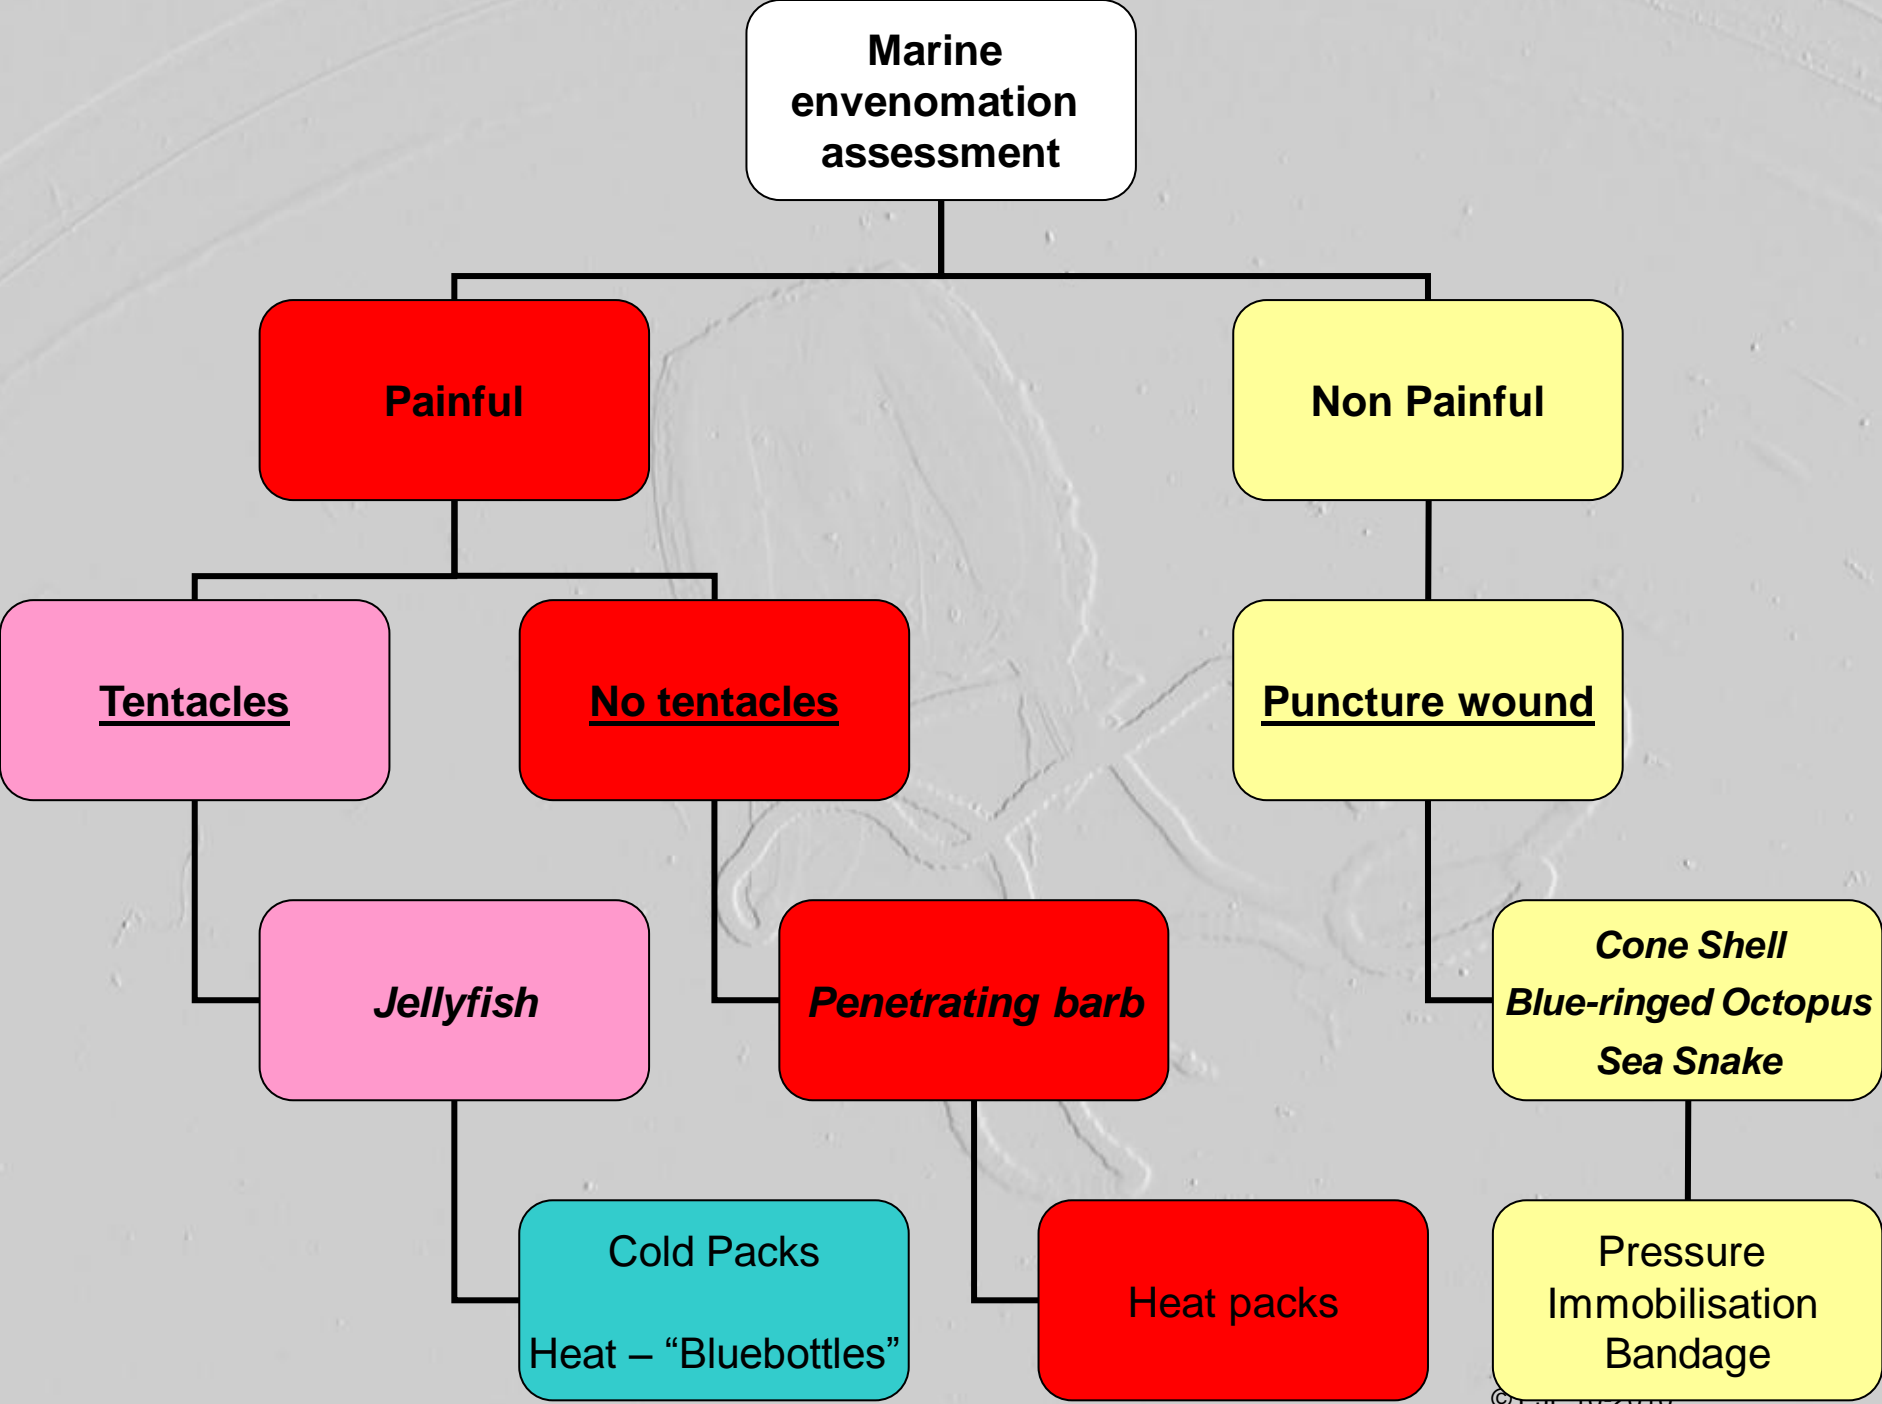 Marine
envenomation
assessment
Painful
Non Painful
Tentacles
No tentacles
Puncture wound
Jellyfish
Penetrating barb
Cone Shell
Blue-ringed Octopus
Sea Snake
Cold Packs
Heat – “Bluebottles”
Heat packs
Pressure
Immobilisation
Bandage
©